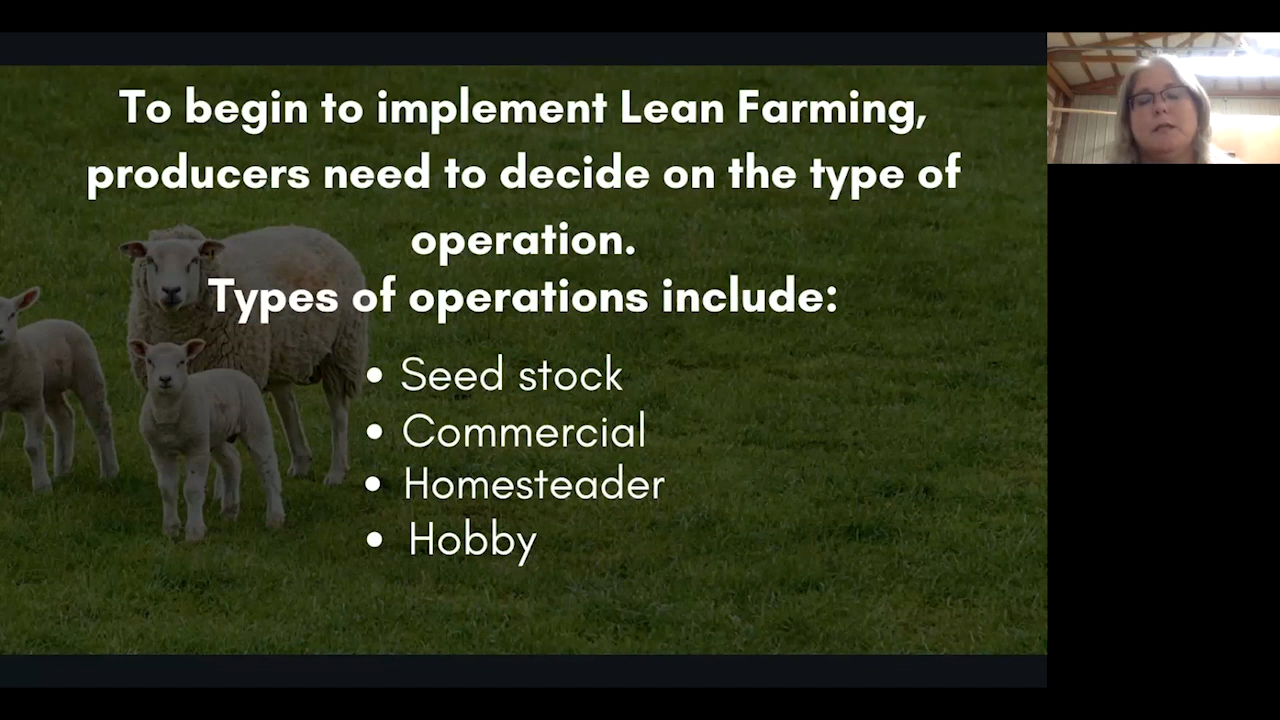 To begin to implement Lean Farming,
producers need to decide on the type of
operation.
Types of operations include:
• Seed stock
• Commercial
• Homesteader
• Hobby